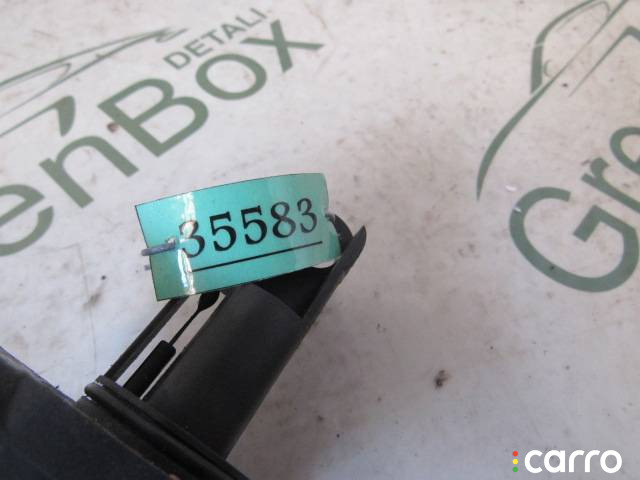 DETALI
enBox
Gre
35583
carro